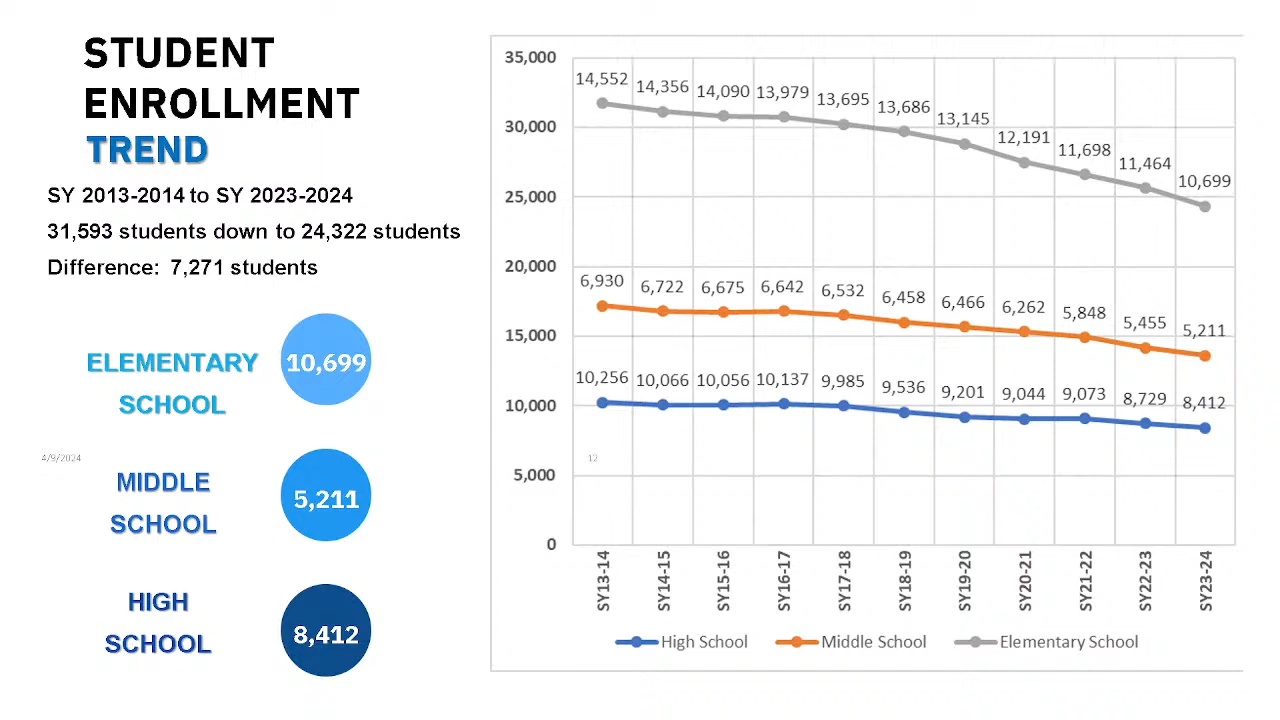 STUDENT
ENROLLMENT
TREND
SY 2013-2014 to SY 2023-2024
31,593 students down to 24,322 students
Difference: 7,271 students
ELEMENTARY
SCHOOL
10,699
4/9/2024
MIDDLE
SCHOOL
5,211
HIGH
SCHOOL
8,412
35,000
30,000
25,000
20,000
15,000
10,000
5,000
0
14,552 14,356 14,090 13,979 13,695 13,686 13,145 12,191 11,698 11,464 10,699
6,930 6,722 6,675 6,642 6,532 6,458 6,466 6,262 5,848 5,455 5,211
10,256 10,066 10,056 10,137 9,985 9,536 9,201 9,044 9,073 8,729 8,412
12
SY13-14 SY14-15 SY15-16 SY16-17 SY17-18 SY18-19 SY19-20 SY20-21 SY21-22 SY22-23 SY23-24
High School Middle School Elementary School